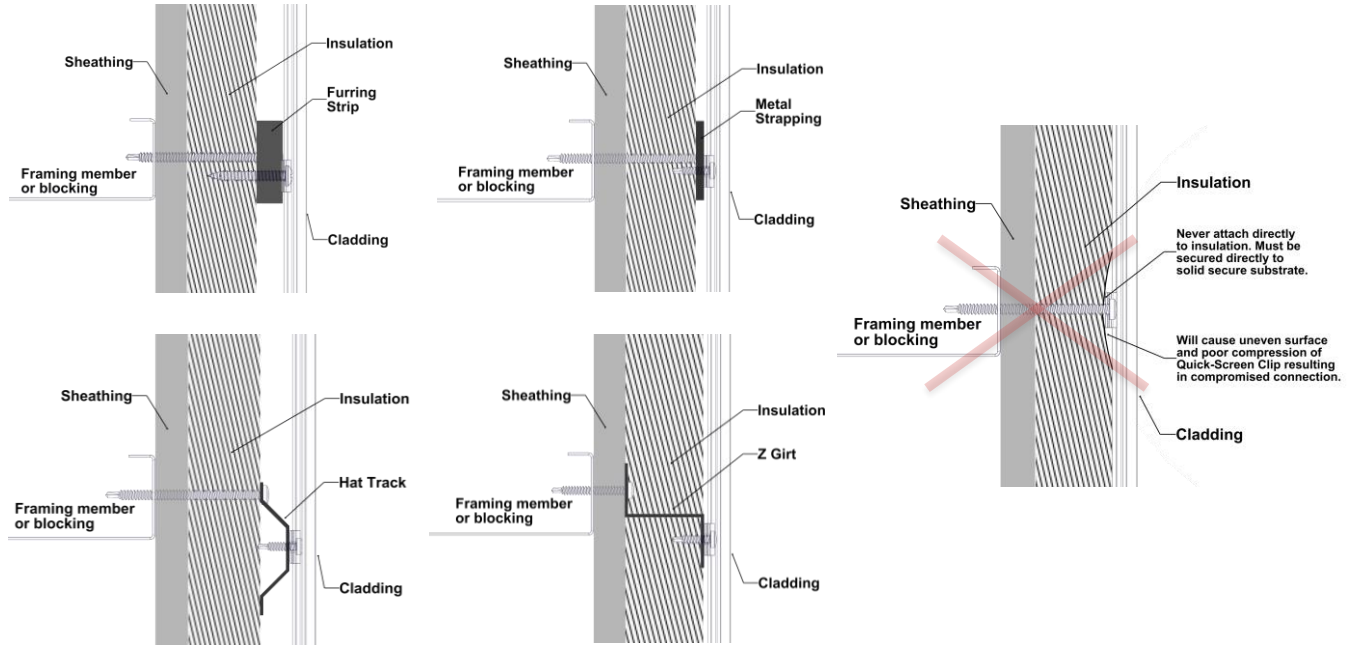 Sheathing
Insulation
Furring
Strip
Framing member
or blocking
Cladding
Sheathing
Insulation
Metal
Strapping
Framing member
or blocking
Cladding
Sheathing
Insulation
Hat Track
Framing member
or blocking
Cladding
Sheathing
Insulation
Z Girt
Framing member
or blocking
Cladding
Insulation
Sheathing
Never attach directly
to insulation. Must be
secured directly to
solid secure substrate.
Framing member
or blocking
Will cause uneven surface
and poor compression of
Quick-Screen Clip resulting
in compromised connection.
Cladding